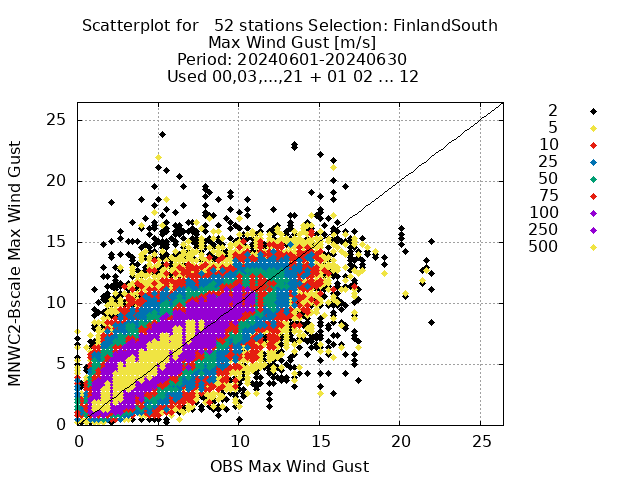 Scatterplot for   52 stations Selection: FinlandSouth
Max Wind Gust [m/s]
Period: 20240601-20240630
Used 00,03,...,21 + 01 02 ... 12
2
5
10
25
50
75
100
250
500
25
20
15
10
5
0
MNWC2-Bscale Max Wind Gust
0 5 10 15 20 25
OBS Max Wind Gust